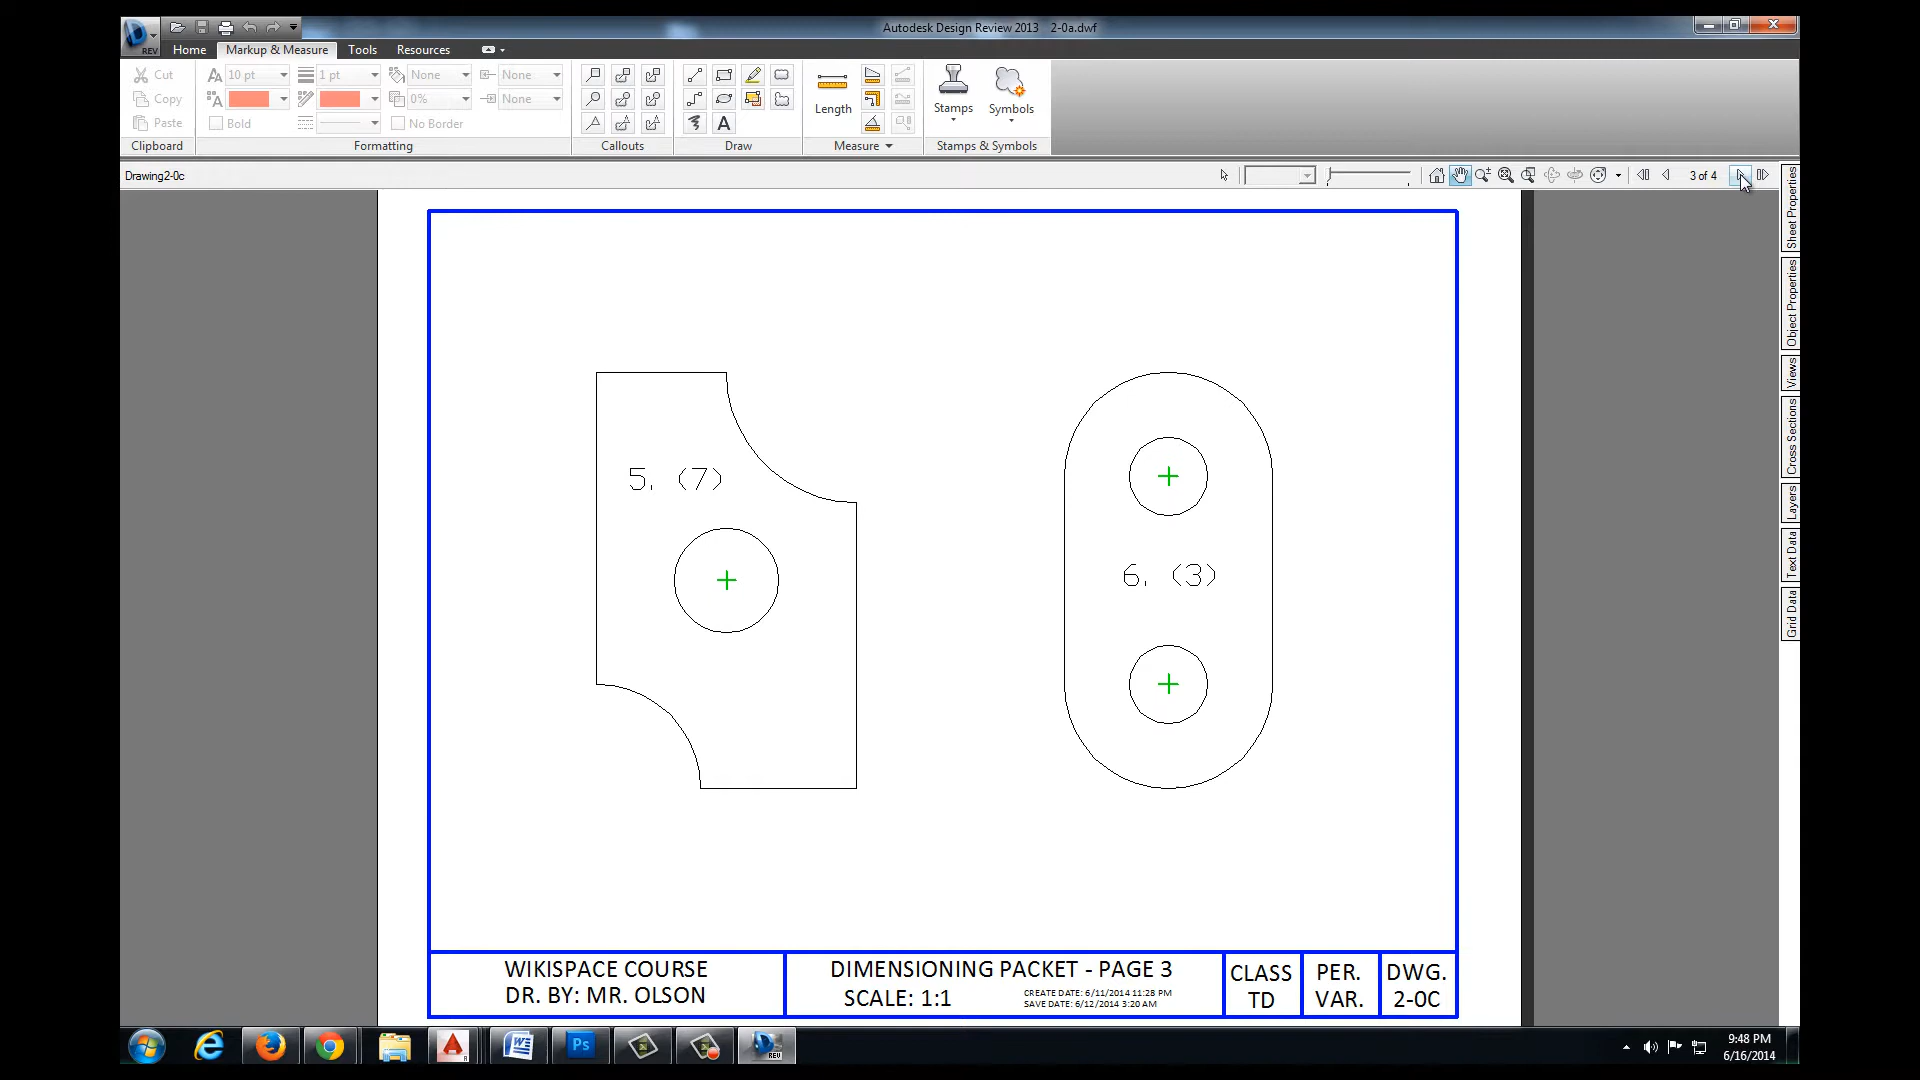 Autodesk Design Review 2013 2-0a.dwf
REV
Home Markup & Measure Tools Resources
Cut 10 pt 1 pt None None
Copy 0% None
Paste Bold No Border
Length
Stamps
Symbols
Clipboard Formatting Callouts Draw Measure Stamps & Symbols
Drawing2-0c
3 of 4
Sheet Properties
Object Properties
Views
Cross Sections
Layers
Text Data
Grid Data
5. (7)
6. (3)
WIKISPACE COURSE
DR. BY: MR. OLSON
DIMENSIONING PACKET - PAGE 3
SCALE: 1:1
CREATE DATE: 6/11/2014 11:28 PM
SAVE DATE: 6/12/2014 3:20 AM
CLASS
TD
PER.
VAR.
DWG.
2-0C
Ps
REV
9:48 PM
6/16/2014